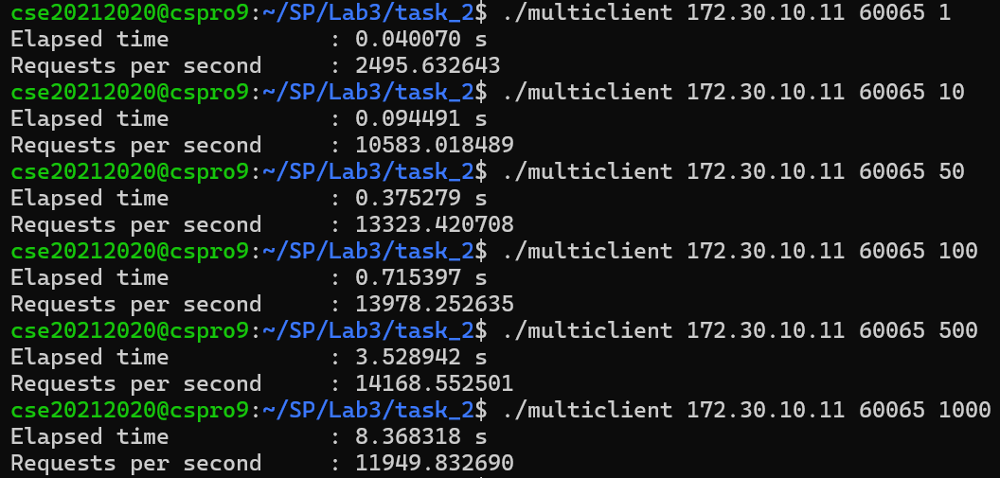 cse20212020@cspro9:~/SP/Lab3/task_2$ ./multiclient 172.30.10.11 60065 1
Elapsed time            : 0.040070 s
Requests per second     : 2495.632643
cse20212020@cspro9:~/SP/Lab3/task_2$ ./multiclient 172.30.10.11 60065 10
Elapsed time            : 0.094491 s
Requests per second     : 10583.018489
cse20212020@cspro9:~/SP/Lab3/task_2$ ./multiclient 172.30.10.11 60065 50
Elapsed time            : 0.375279 s
Requests per second     : 13323.420708
cse20212020@cspro9:~/SP/Lab3/task_2$ ./multiclient 172.30.10.11 60065 100
Elapsed time            : 0.715397 s
Requests per second     : 13978.252635
cse20212020@cspro9:~/SP/Lab3/task_2$ ./multiclient 172.30.10.11 60065 500
Elapsed time            : 3.528942 s
Requests per second     : 14168.552501
cse20212020@cspro9:~/SP/Lab3/task_2$ ./multiclient 172.30.10.11 60065 1000
Elapsed time            : 8.368318 s
Requests per second     : 11949.832690